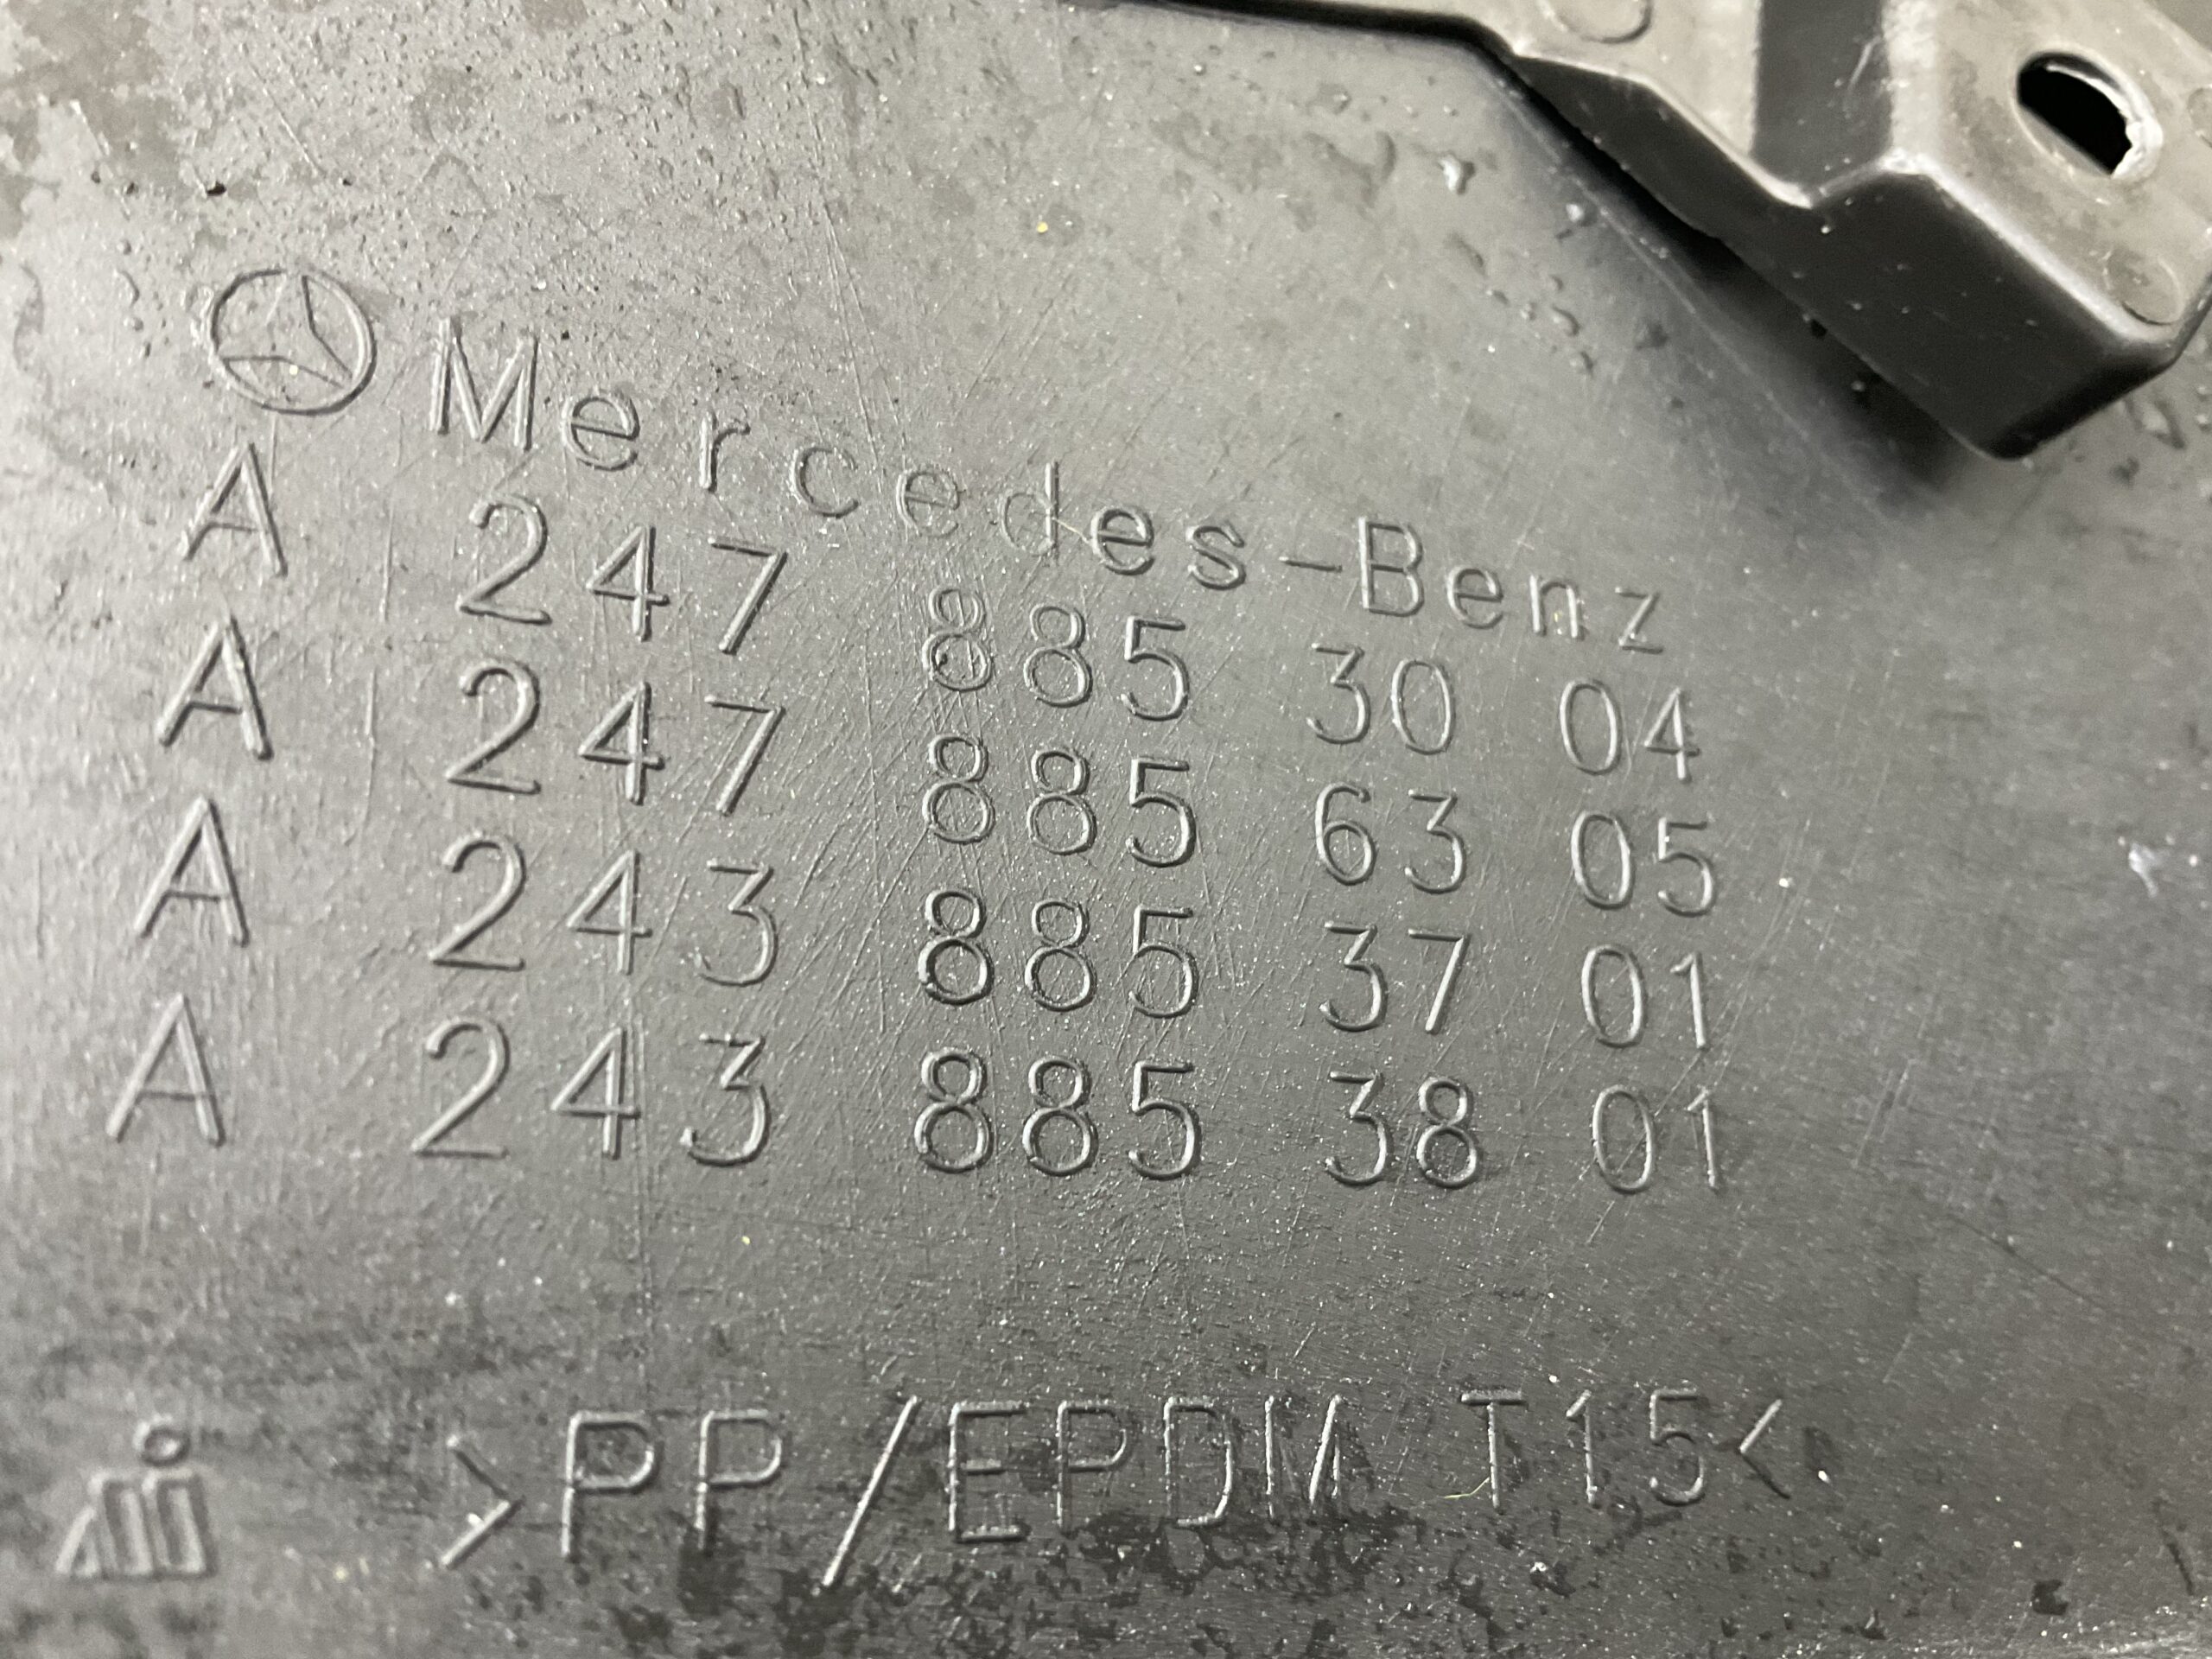 Mercedes-Benz
A 247 885 30 04
A 247 885 63 05
A 243 885 37 01
A 243 885 38 01
>PP/EPDM T15<